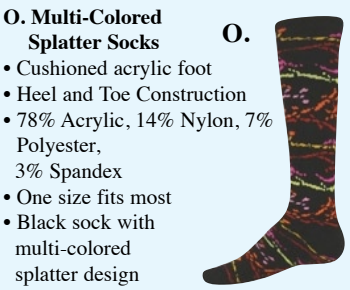 O. Multi-Colored
Splatter Socks
O.
• Cushioned acrylic foot
• Heel and Toe Construction
• 78% Acrylic, 14% Nylon, 7%
Polyester,
3% Spandex
• One size fits most
• Black sock with
multi-colored
splatter design